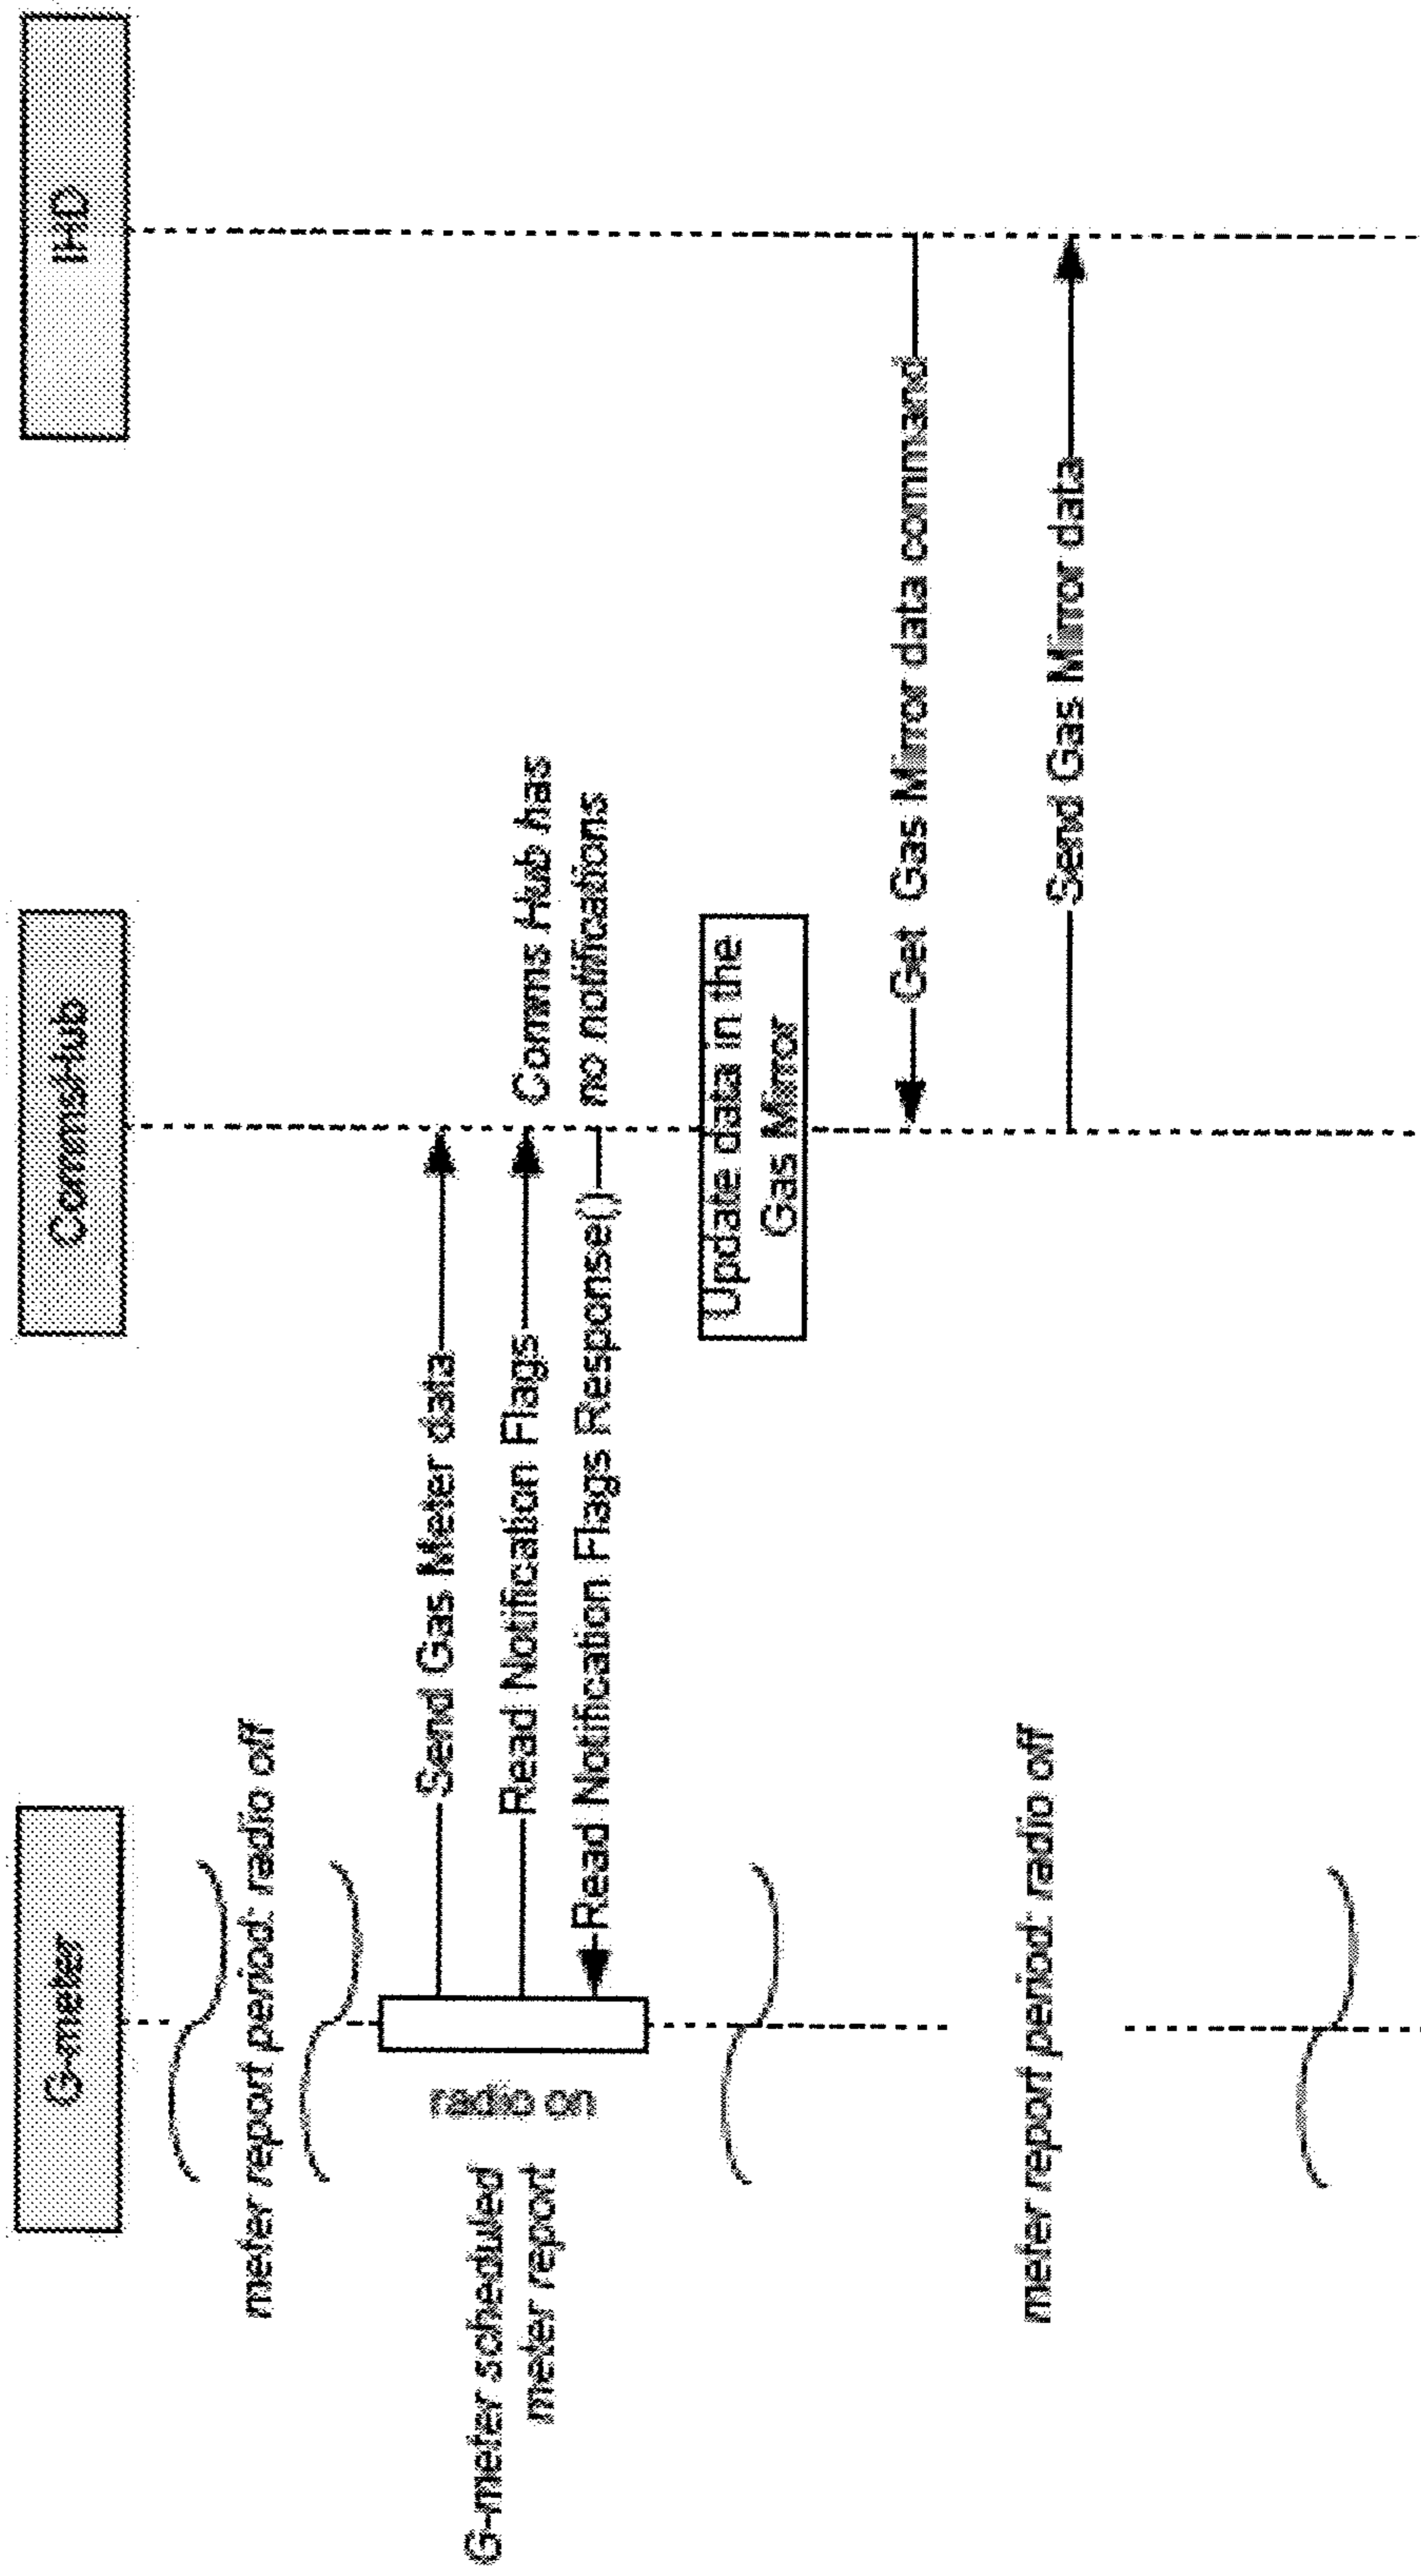 G-meter
CommsHub
IHD
meter report period: radio off
G-meter scheduled
meter report
radio on
Send Gas Meter data
Read Notification Flags
Comms Hub has
no notifications
Read Notification Flags Response()
Update data in the
Gas Mirror
Get Gas Mirror data command
meter report period: radio off
Send Gas Mirror data